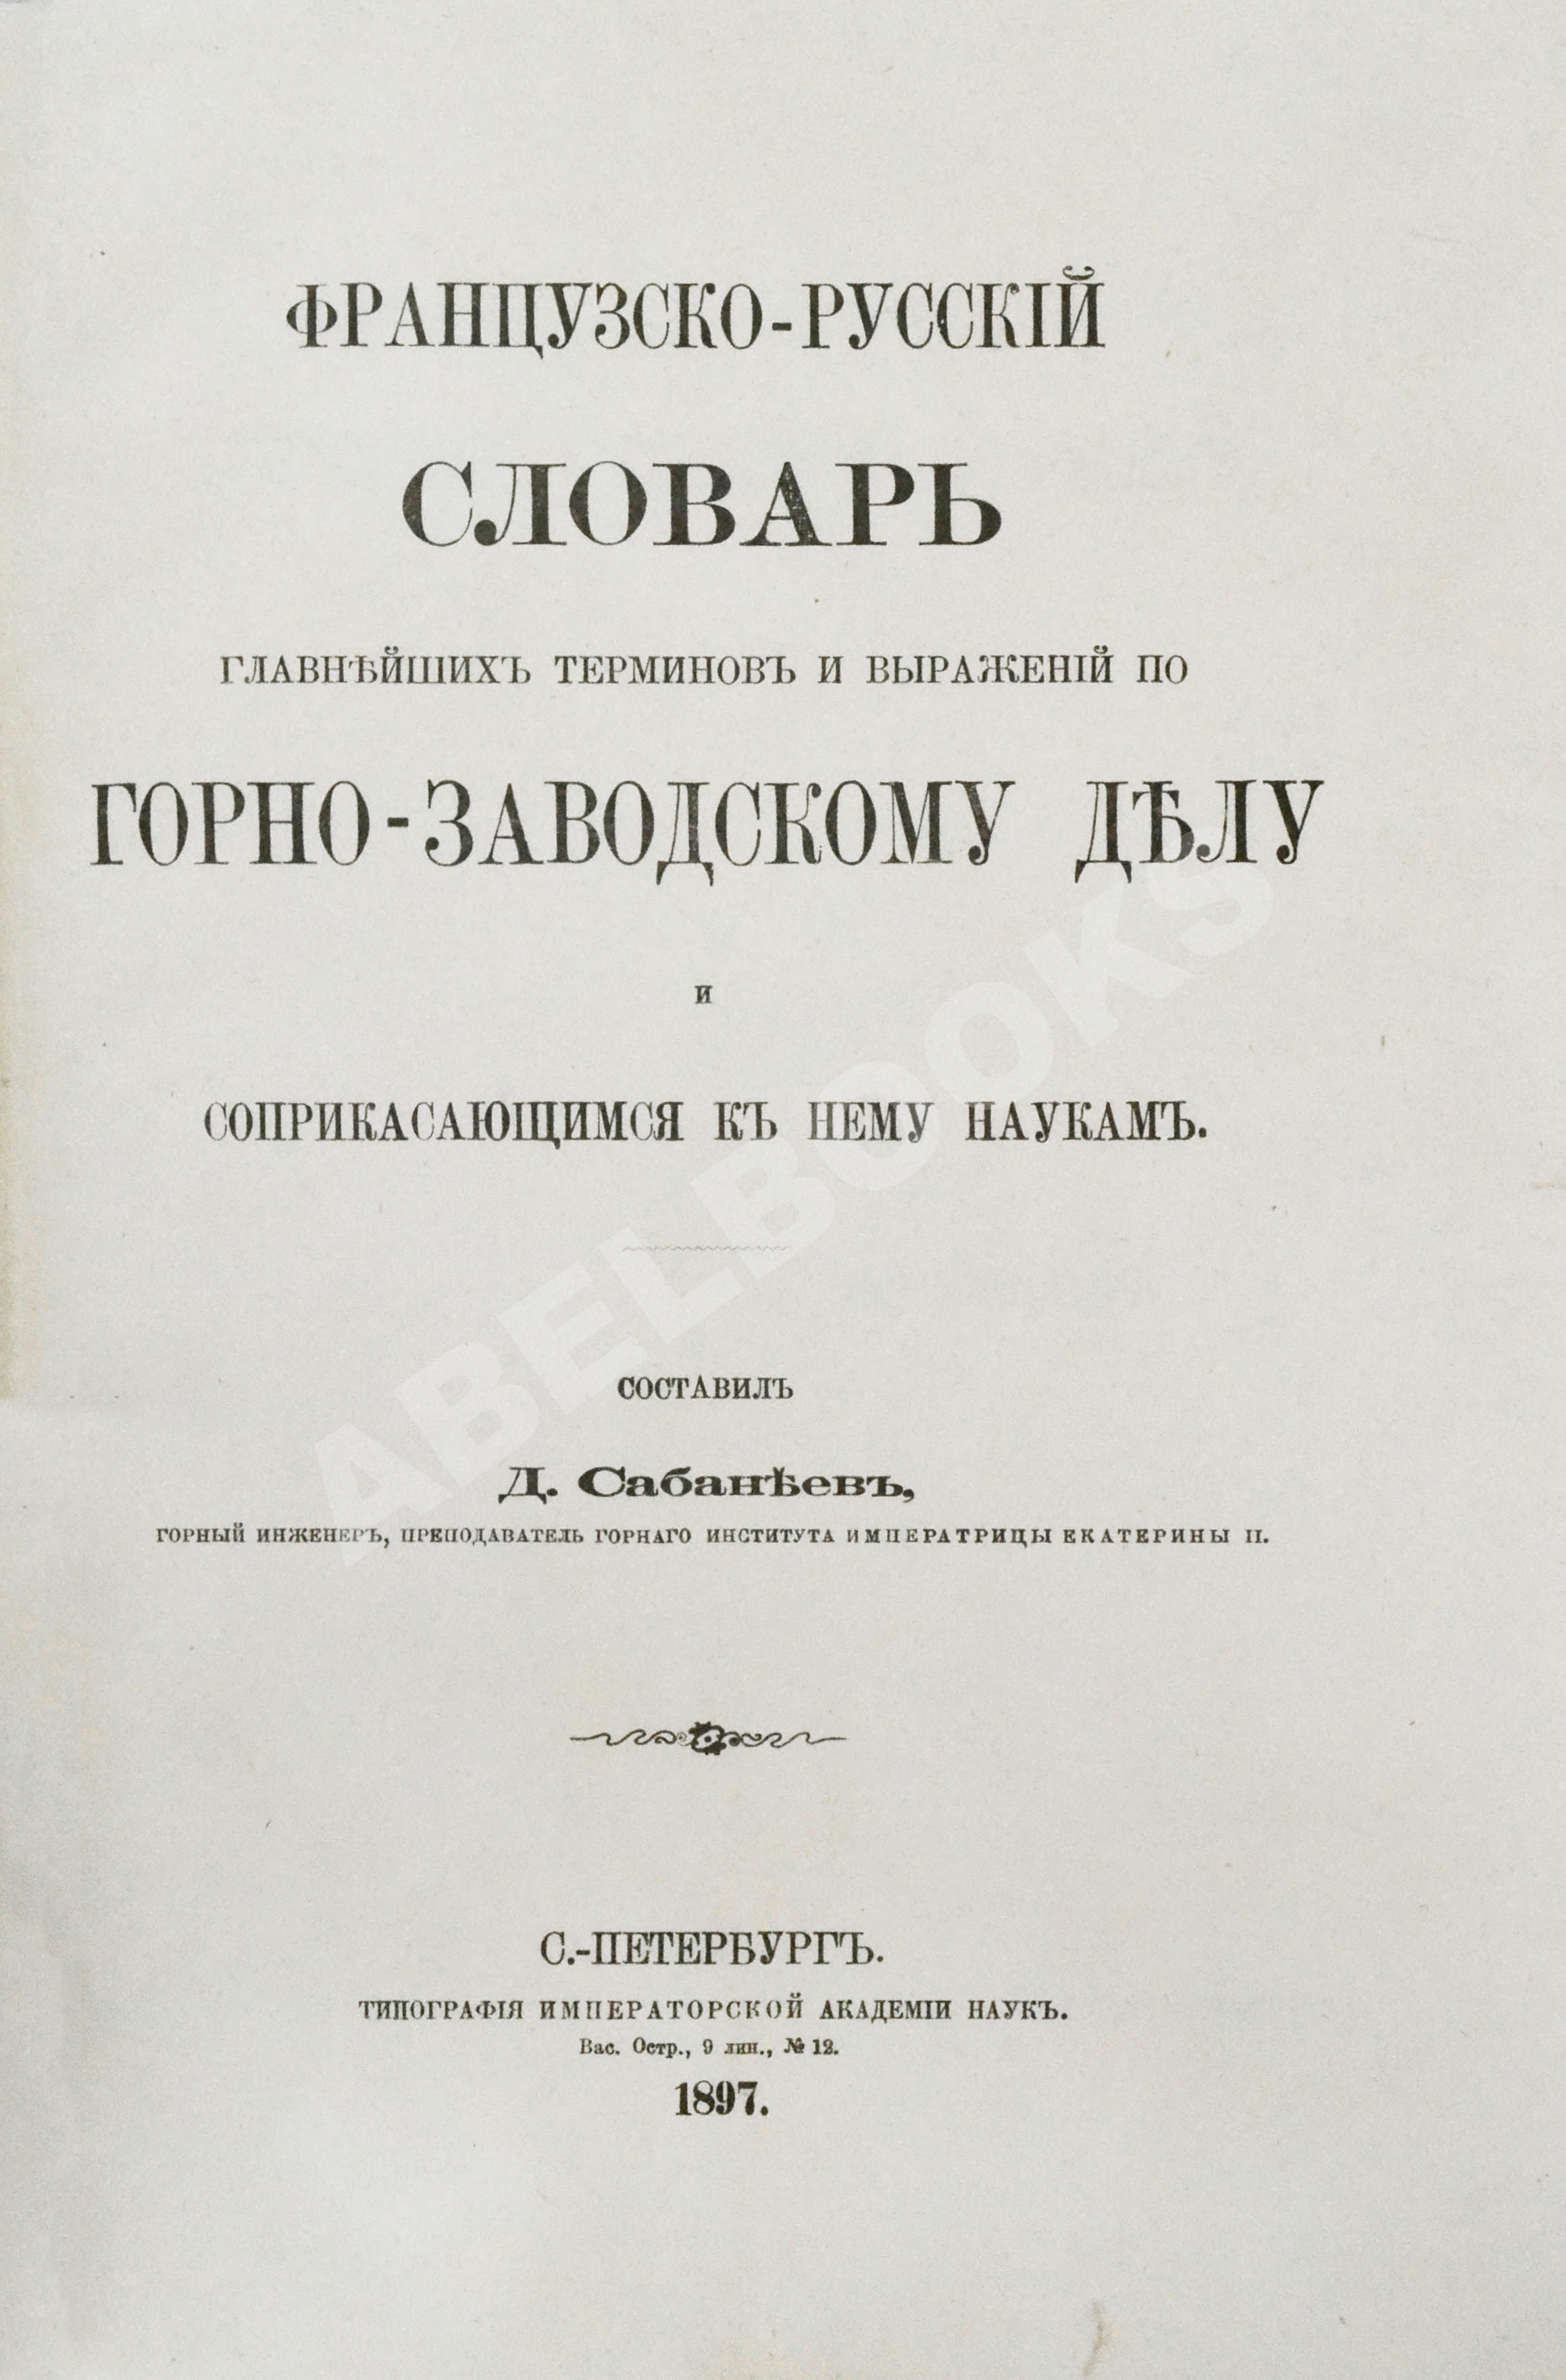 ФРАНЦУЗСКО-РУССКІЙ
СЛОВАРЬ
ГЛАВНѢЙШИХЪ ТЕРМИНОВЪ И ВЫРАЖЕНІЙ ПО
ГОРНО-ЗАВОДСКОМУ ДѢЛУ
И
СОПРИКАСАЮЩИМСЯ КЪ НЕМУ НАУКАМЪ.
СОСТАВИЛЪ
Д. Сабанѣевъ,
ГОРНЫЙ ИНЖЕНЕРЪ, ПРЕПОДАВАТЕЛЬ ГОРНАГО ИНСТИТУТА ИМПЕРАТРИЦЫ ЕКАТЕРИНЫ II.
С.-ПЕТЕРБУРГЪ.
ТИПОГРАФІЯ ИМПЕРАТОРСКОЙ АКАДЕМІИ НАУКЪ.
Вас. Остр., 9 лин., № 12.
1897.
ABELBOOKS